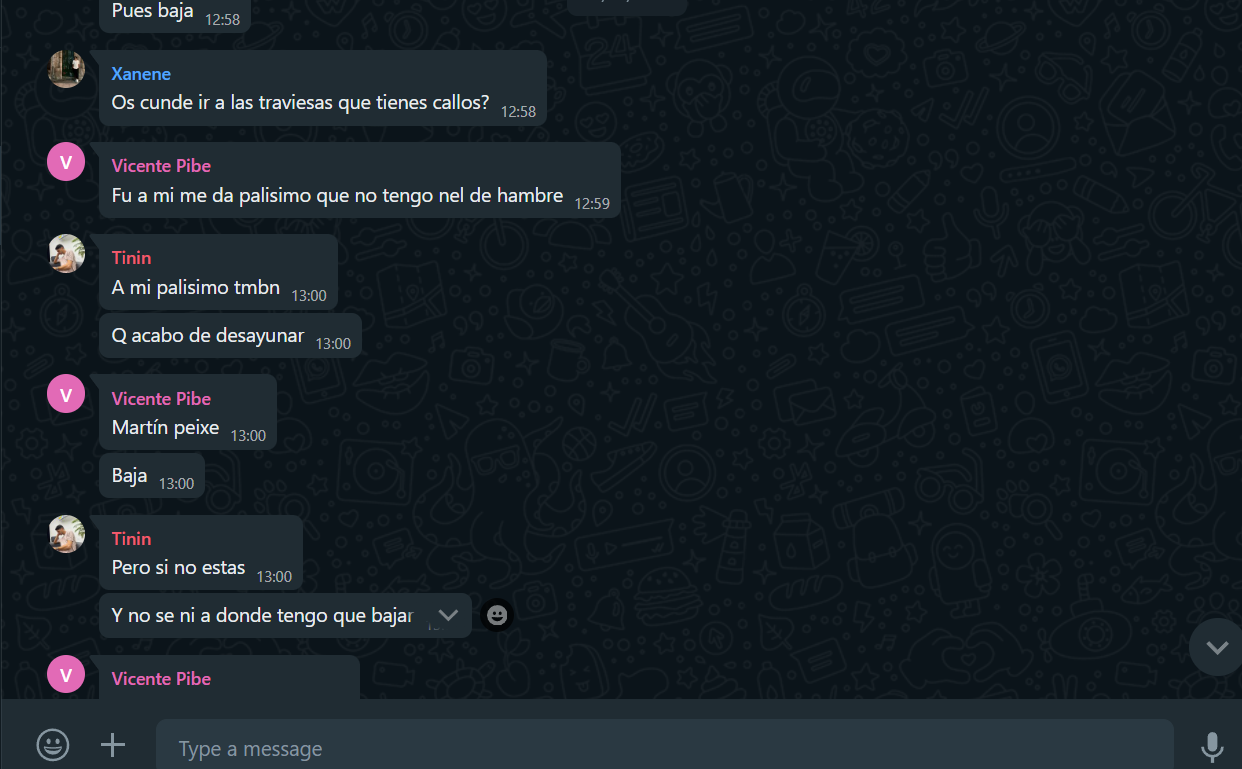 Pues baja 12:58
Xanene
Os cunde ir a las traviesas que tienes callos? 12:58
V
Vicente Pibe
Fu a mi me da palisimo que no tengo nel de hambre 12:59
Tinin
A mi palisimo tmbn 13:00
Q acabo de desayunar 13:00
V
Vicente Pibe
Martín peixe 13:00
Baja 13:00
Tinin
Pero si no estas 13:00
Y no se ni a donde tengo que bajar
V
Vicente Pibe
Type a message